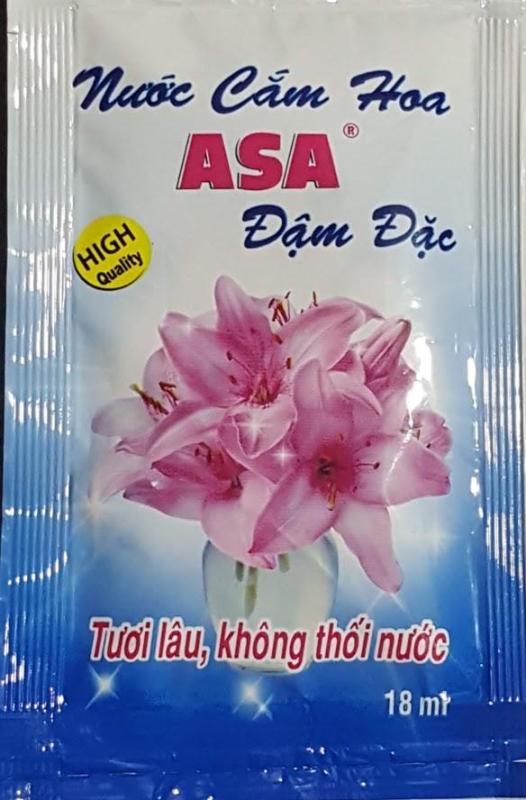 Nước Cắm Hoa
ASA®
Đậm Đặc
HIGH
Quality
Tươi lâu, không thối nước
18 ml